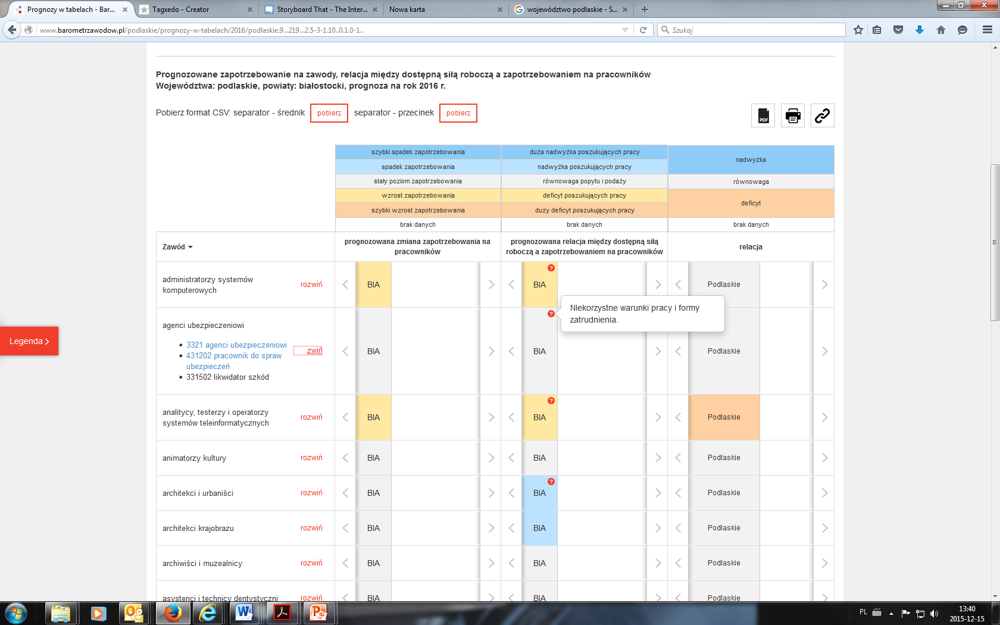 Prognozy w tabelach - Bar...
Tagxedo - Creator
Storyboard That - The Inter...
Nowa karta
województwo podlaskie - S...
www.barometrzawodow.pl/podlaskie/prognozy-w-tabelach/2016/podlaskie.9...219...2.5-3-1.10..0.1.0-1..
Szukaj
Prognozowane zapotrzebowanie na zawody, relacja między dostępną siłą roboczą a zapotrzebowaniem na pracowników
Województwa: podlaskie, powiaty: białostocki, prognoza na rok 2016 r.
Pobierz format CSV: separator - średnik pobierz separator - przecinek pobierz
PDF
szybki spadek zapotrzebowania duża nadwyżka poszukujących pracy nadwyżka
spadek zapotrzebowania nadwyżka poszukujących pracy
stały poziom zapotrzebowania równowaga popytu i podaży równowaga
wzrost zapotrzebowania deficyt poszukujących pracy deficyt
szybki wzrost zapotrzebowania duży deficyt poszukujących pracy
brak danych brak danych brak danych
Zawód
prognozowana zmiana zapotrzebowania na
pracowników
prognozowana relacja między dostępną siłą
roboczą a zapotrzebowaniem na pracowników
relacja
administratorzy systemów
komputerowych
rozwiń BIA BIA ? Podlaskie
NIekorzystne warunki pracy i formy
zatrudnienia.
agenci ubezpieczeniowi
3321 agenci ubezpieczeniowi
431202 pracownik do spraw
ubezpieczeń
331502 likwidator szkód
zwiń BIA BIA ? Podlaskie
Legenda
analitycy, testerzy i operatorzy
systemów teleinformatycznych
rozwiń BIA BIA ? Podlaskie
animatorzy kultury rozwiń BIA BIA Podlaskie
architekci i urbaniści rozwiń BIA BIA ? Podlaskie
architekci krajobrazu rozwiń BIA BIA Podlaskie
archiwiści i muzealnicy rozwiń BIA BIA Podlaskie
asystenci i technicy dentystyczni rozwiń BIA BIA Podlaskie
PL
13:40
2015-12-15